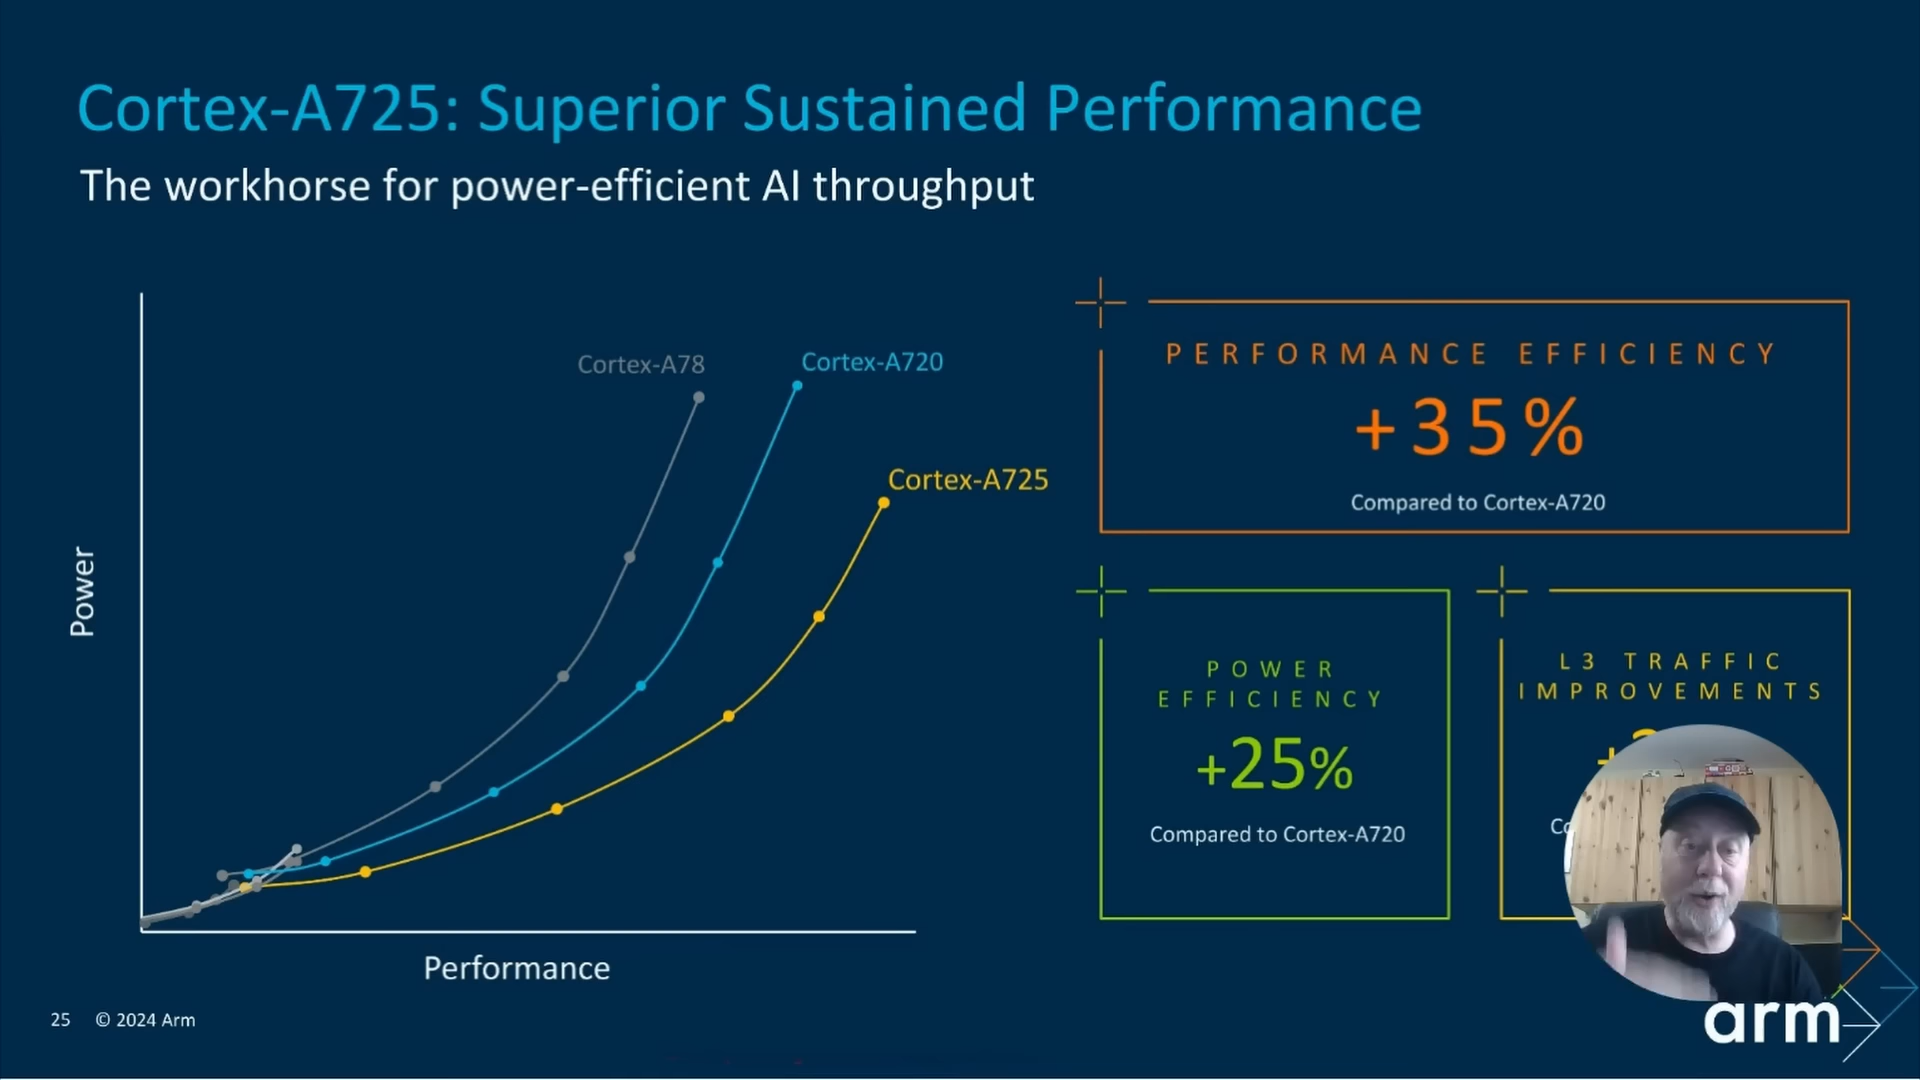 Cortex-A725: Superior Sustained Performance
The workhorse for power-efficient AI throughput
Power
Performance
Cortex-A78
Cortex-A720
Cortex-A725
PERFORMANCE EFFICIENCY
+35%
Compared to Cortex-A720
POWER
EFFICIENCY
+25%
Compared to Cortex-A720
L3 TRAFFIC
IMPROVEMENTS
25 © 2024 Arm
arm